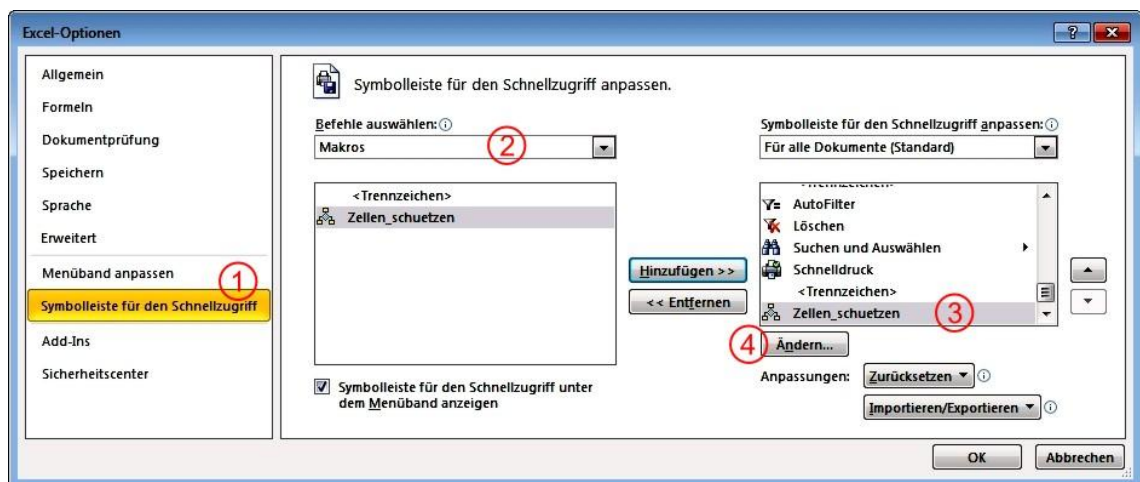 Excel-Optionen
Allgemein
Formeln
Dokumentprüfung
Speichern
Sprache
Erweitert
Menüband anpassen
1
Symbolleiste für den Schnellzugriff
Add-Ins
Sicherheitscenter
Symbolleiste für den Schnellzugriff anpassen.
Befehle auswählen:
2
Makros
<Trennzeichen>
Zellen_schuetzen
Symbolleiste für den Schnellzugriff unter
dem Menüband anzeigen
Hinzufügen >>
<< Entfernen
Symbolleiste für den Schnellzugriff anpassen:
Für alle Dokumente (Standard)
<Trennzeichen>
AutoFilter
Löschen
Suchen und Auswählen
Schnelldruck
<Trennzeichen>
Zellen_schuetzen
3
4
Ändern...
Anpassungen: Zurücksetzen
Importieren/Exportieren
OK Abbrechen